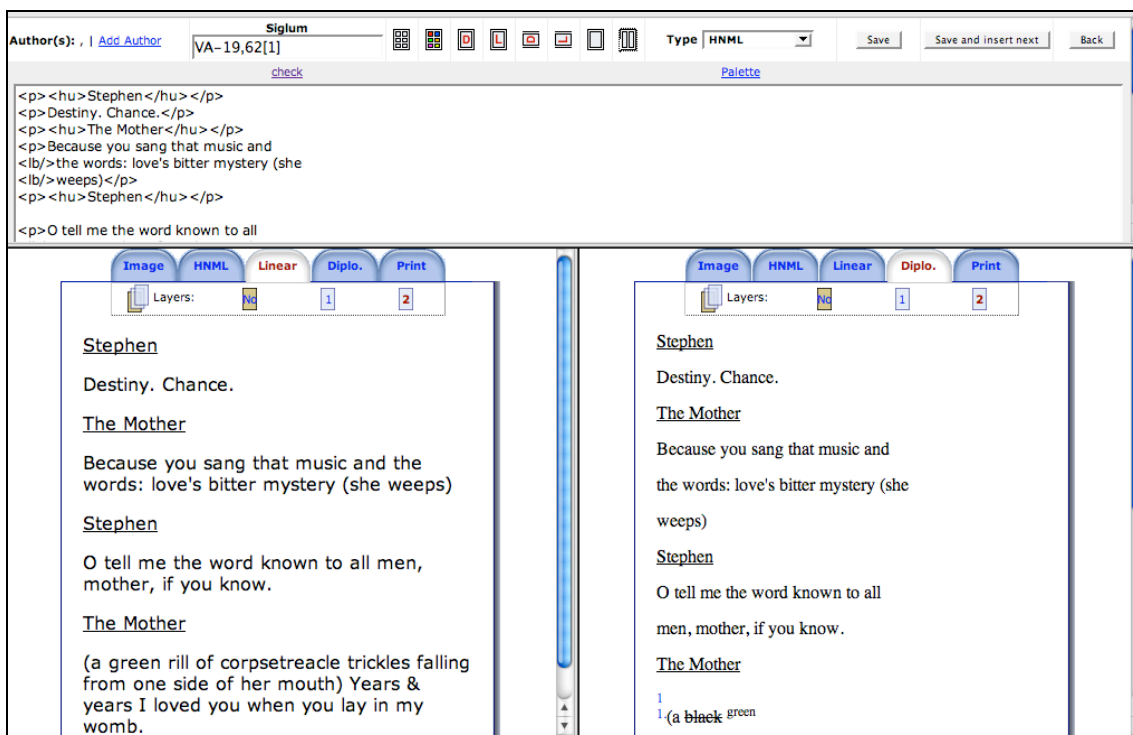 Author(s): , | Add Author
Siglum
VA-19,62[1]
D
L
D
L
Type
HNML
Save
Save and insert next
Back
check
Palette
<p><hu>Stephen</hu></p>
<p>Destiny. Chance.</p>
<p><hu>The Mother</hu></p>
<p>Because you sang that music and
<lb/>the words: love's bitter mystery (she
<lb/>weeps)</p>
<p><hu>Stephen</hu></p>
<p>O tell me the word known to all
Image HNML Linear Diplo. Print
Layers: No 1 2
Stephen
Destiny. Chance.
The Mother
Because you sang that music and the
words: love's bitter mystery (she weeps)
Stephen
O tell me the word known to all men,
mother, if you know.
The Mother
(a green rill of corpsetreacle trickles falling
from one side of her mouth) Years &
years I loved you when you lay in my
womb.
Image HNML Linear Diplo. Print
Layers: No 1 2
Stephen
Destiny. Chance.
The Mother
Because you sang that music and
the words: love's bitter mystery (she
weeps)
Stephen
O tell me the word known to all
men, mother, if you know.
The Mother
1
1.(a black green